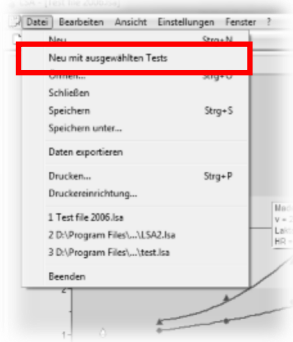 Datei Bearbeiten Ansicht Einstellungen Fenster ?
Neu Strg+N
Neu mit ausgewählten Tests
Öffnen... Strg+O
Schließen
Speichern Strg+S
Speichern unter...
Daten exportieren
Drucken... Strg+P
Druckereinrichtung...
1 Test file 2006.lsa
2 D:\Program Files\...\LSA2.lsa
3 D:\Program Files\...\test.lsa
Beenden
2-
1-